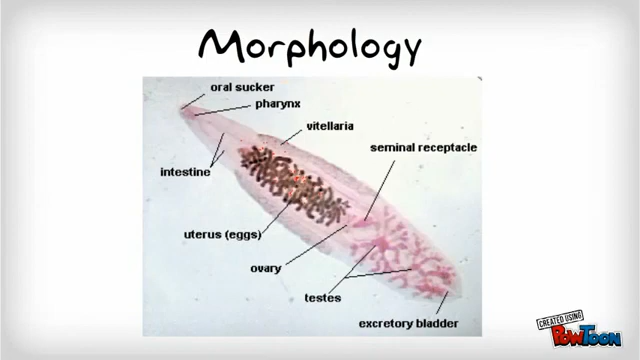 Morphology
oral sucker
pharynx
vitellaria
seminal receptacle
intestine
uterus (eggs)
ovary
testes
excretory bladder
CREATED USING
POWTOON